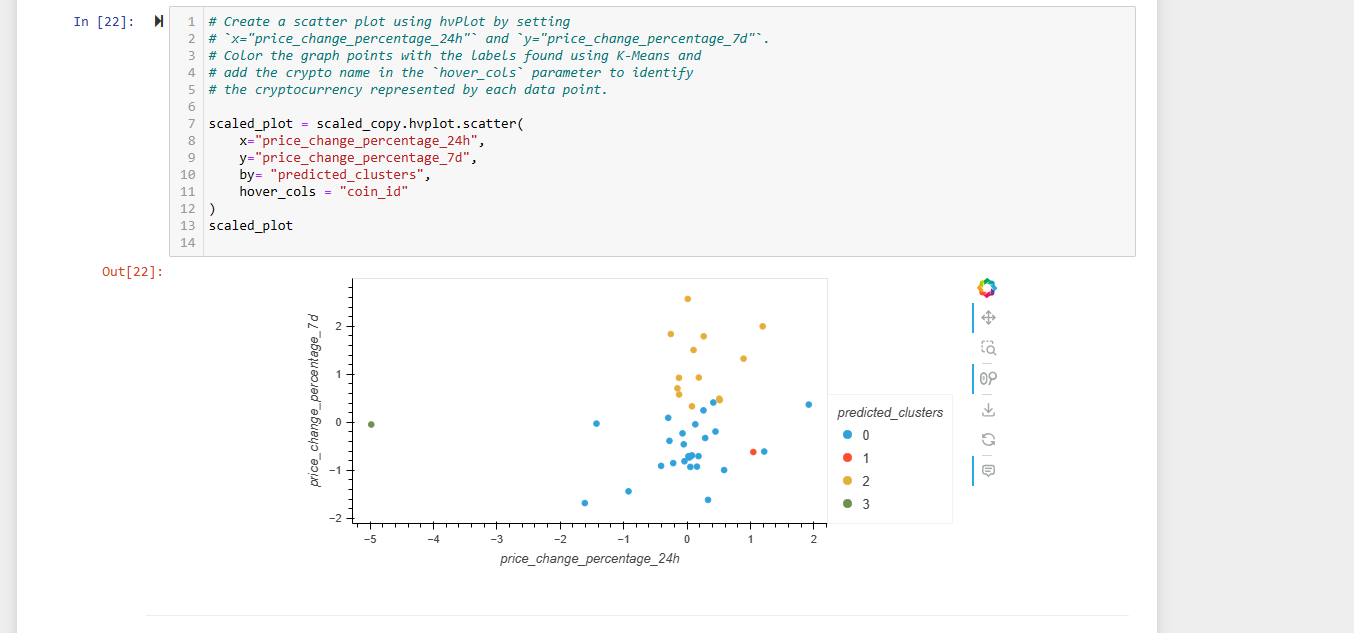 In [22]:
1 # Create a scatter plot using hvPlot by setting
2 # `x="price_change_percentage_24h"` and `y="price_change_percentage_7d"`.
3 # Color the graph points with the labels found using K-Means and
4 # add the crypto name in the `hover_cols` parameter to identify
5 # the cryptocurrency represented by each data point.
6
7 scaled_plot = scaled_copy.hvplot.scatter(
8     x="price_change_percentage_24h",
9     y="price_change_percentage_7d",
10     by= "predicted_clusters",
11     hover_cols = "coin_id"
12 )
13 scaled_plot
14
Out[22]:
price_change_percentage_7d
2
1
0
−1
−2
−5 −4 −3 −2 −1 0 1 2
price_change_percentage_24h
predicted_clusters
0
1
2
3